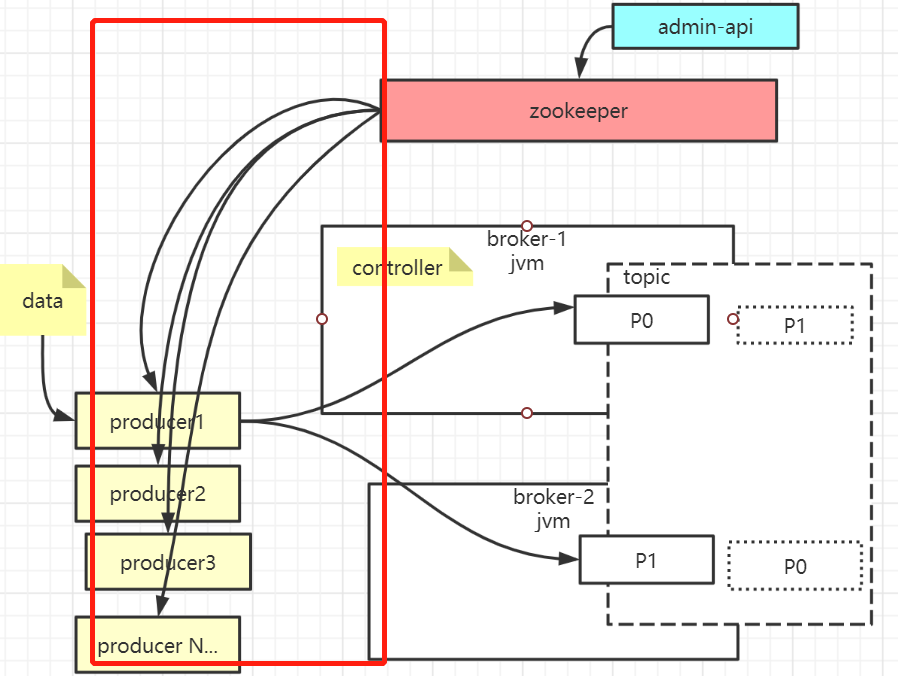 admin-api
zookeeper
broker-1
jvm
controller
topic
data
P0
P1
producer1
producer2
broker-2
jvm
producer3
P1
P0
producer N...